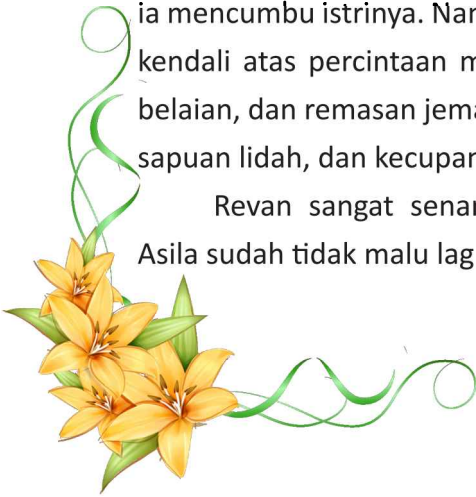 ia mencumbu istrinya.
kendali atas percintaan
belaian, dan remasan
sapuan lidah, dan
Revan sangat
Asila sudah tidak malu